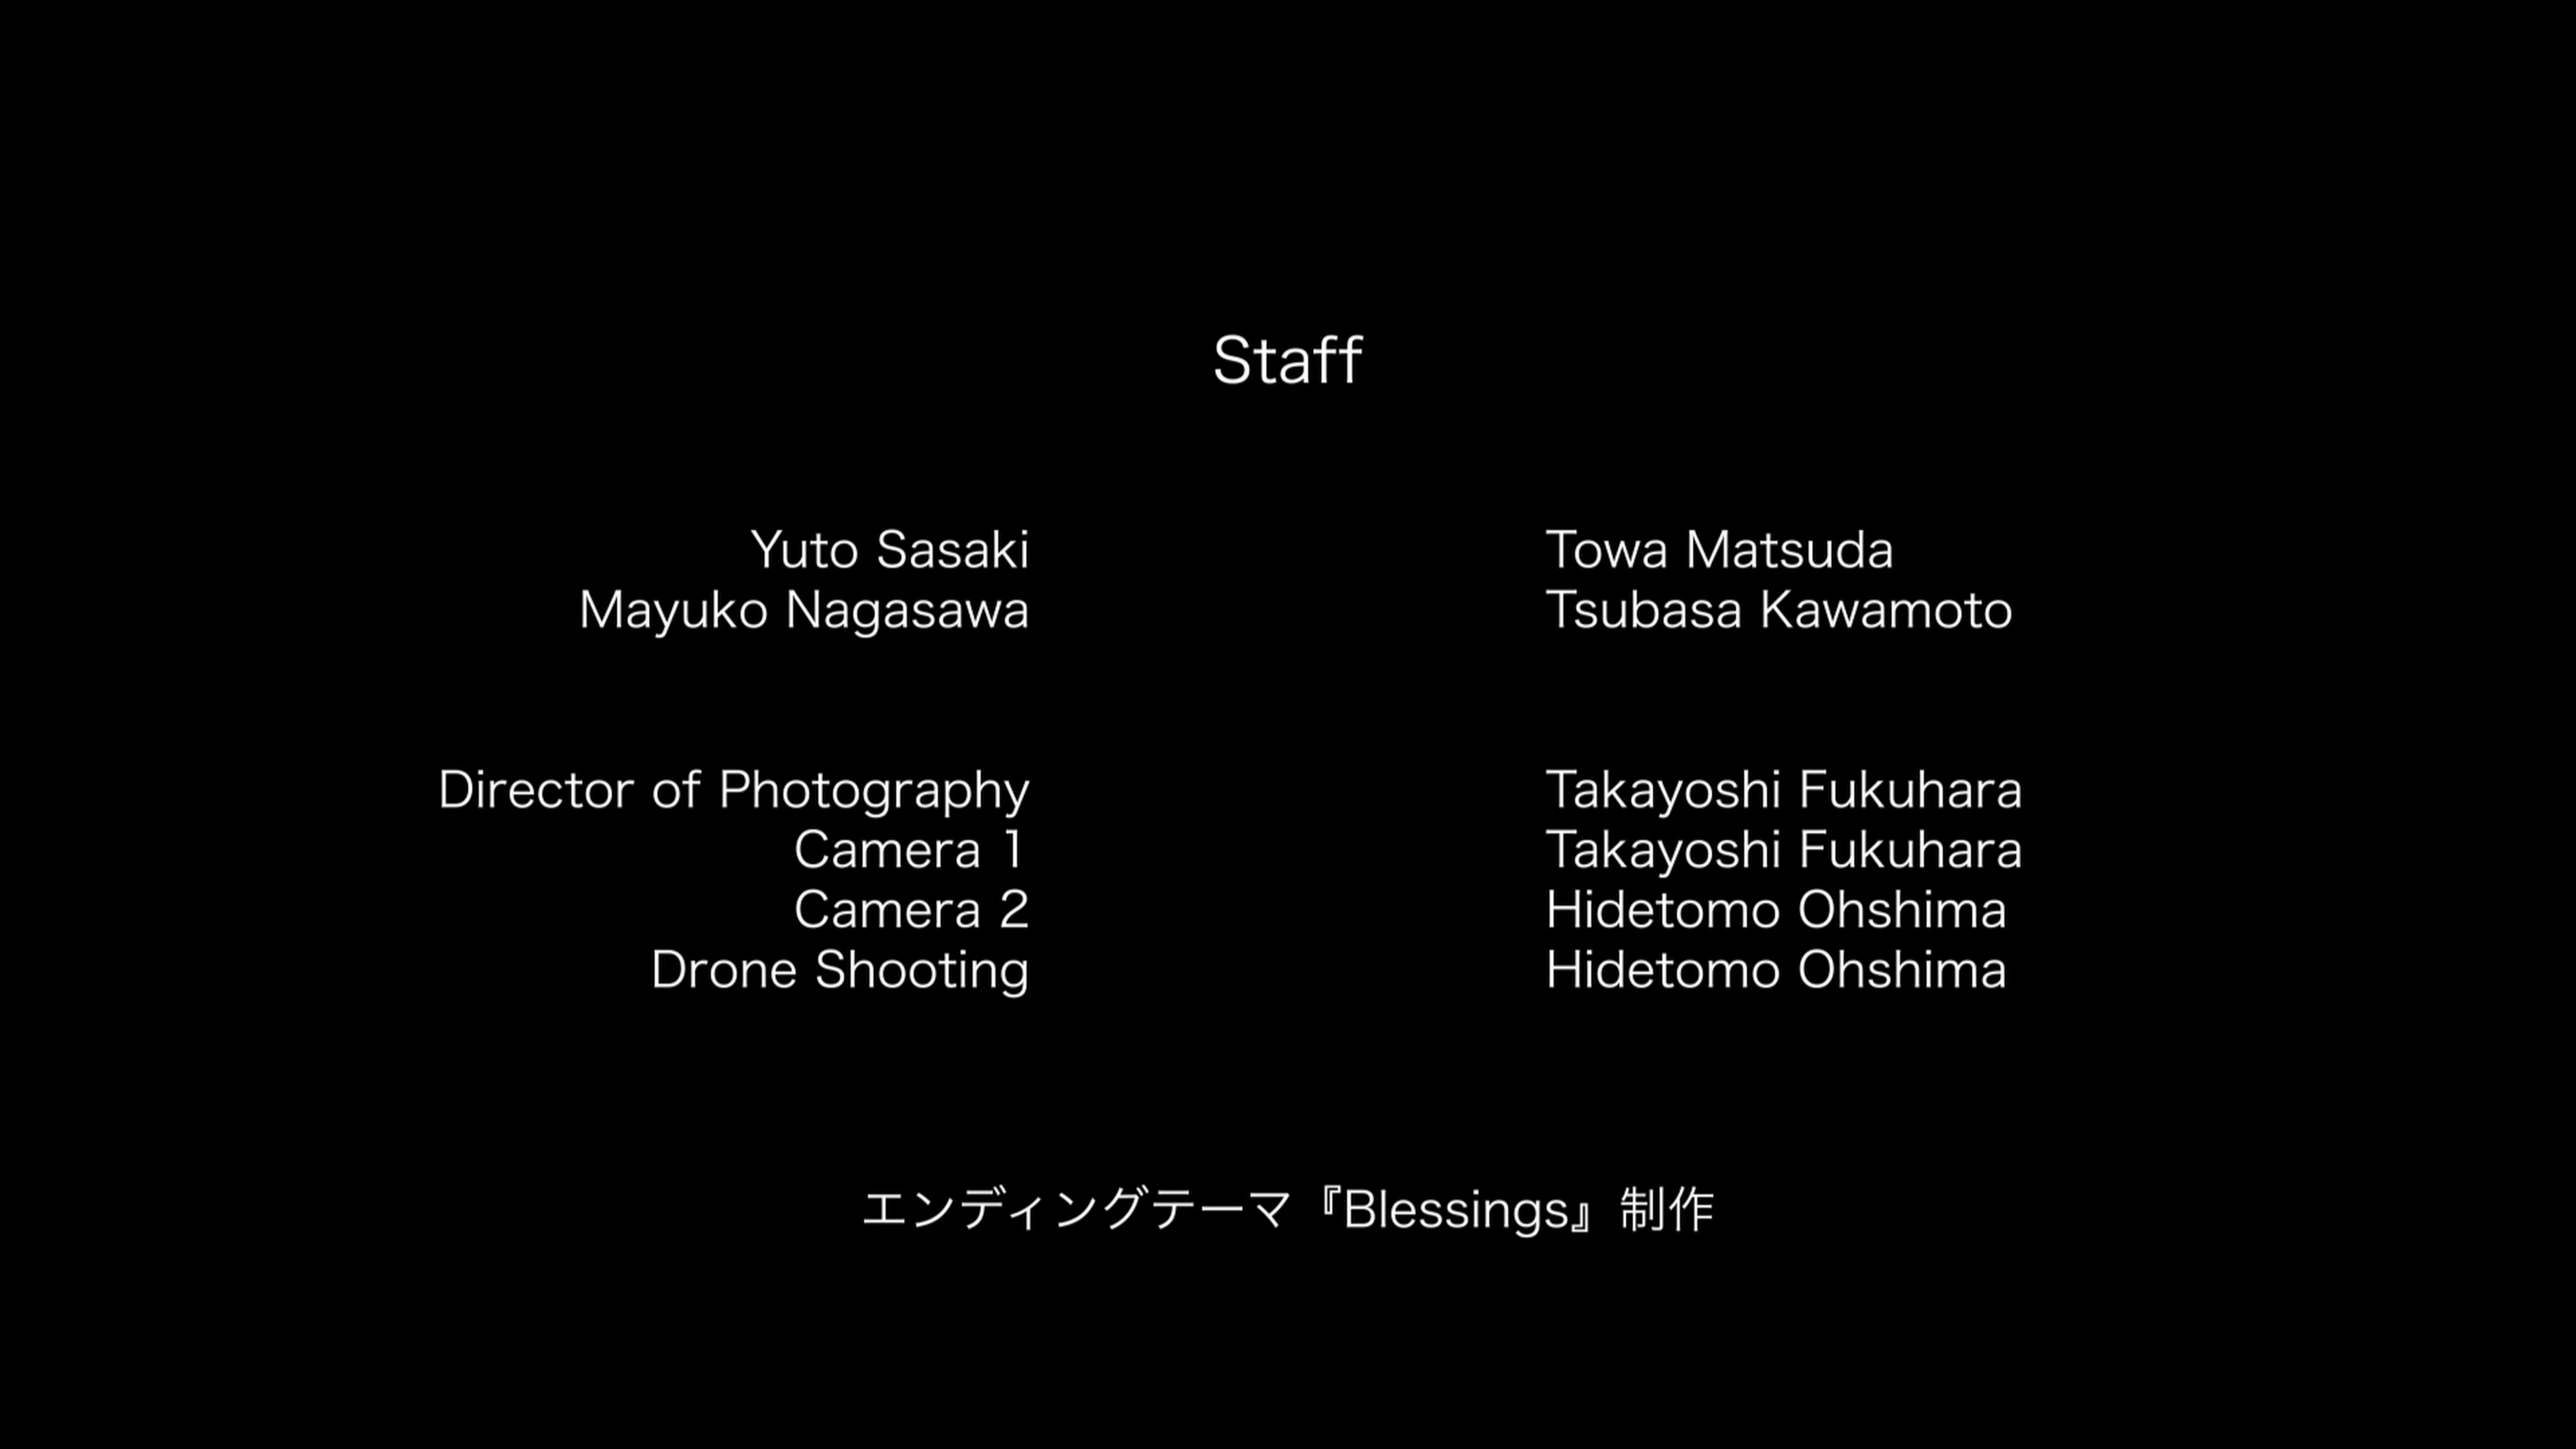 Staff
Yuto Sasaki Towa Matsuda
Mayuko Nagasawa Tsubasa Kawamoto
Director of Photography Takayoshi Fukuhara
Camera 1 Takayoshi Fukuhara
Camera 2 Hidetomo Ohshima
Drone Shooting Hidetomo Ohshima
エンディングテーマ『Blessings』制作